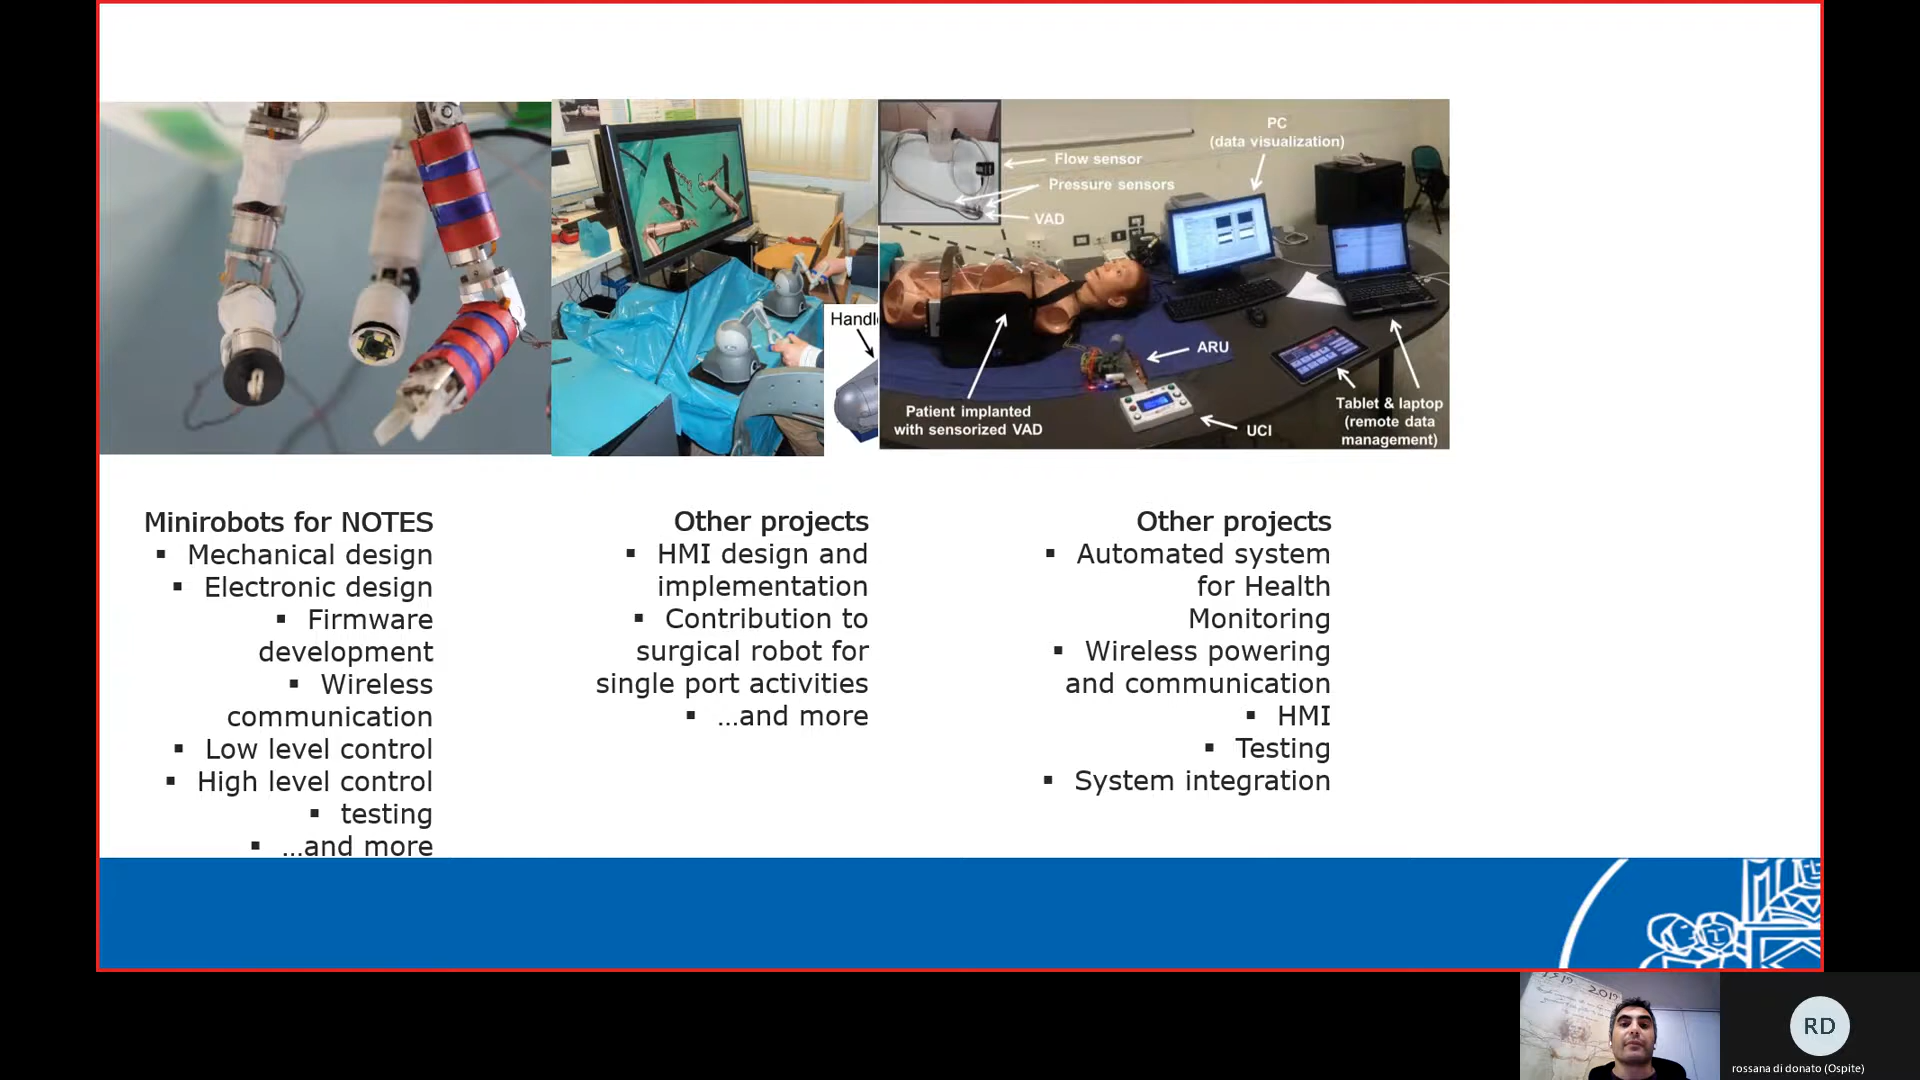 PC
(data visualization)
Flow sensor
Pressure sensors
VAD
Handl
ARU
Patient implanted
with sensorized VAD
UCI
Tablet & laptop
(remote data
management)
Minirobots for NOTES
▪ Mechanical design
▪ Electronic design
▪ Firmware
development
▪ Wireless
communication
▪ Low level control
▪ High level control
▪ testing
▪ ...and more
Other projects
▪ HMI design and
implementation
▪ Contribution to
surgical robot for
single port activities
▪ ...and more
Other projects
▪ Automated system
for Health
Monitoring
▪ Wireless powering
and communication
▪ HMI
▪ Testing
▪ System integration
2019
RD
rossana di donato (Ospite)